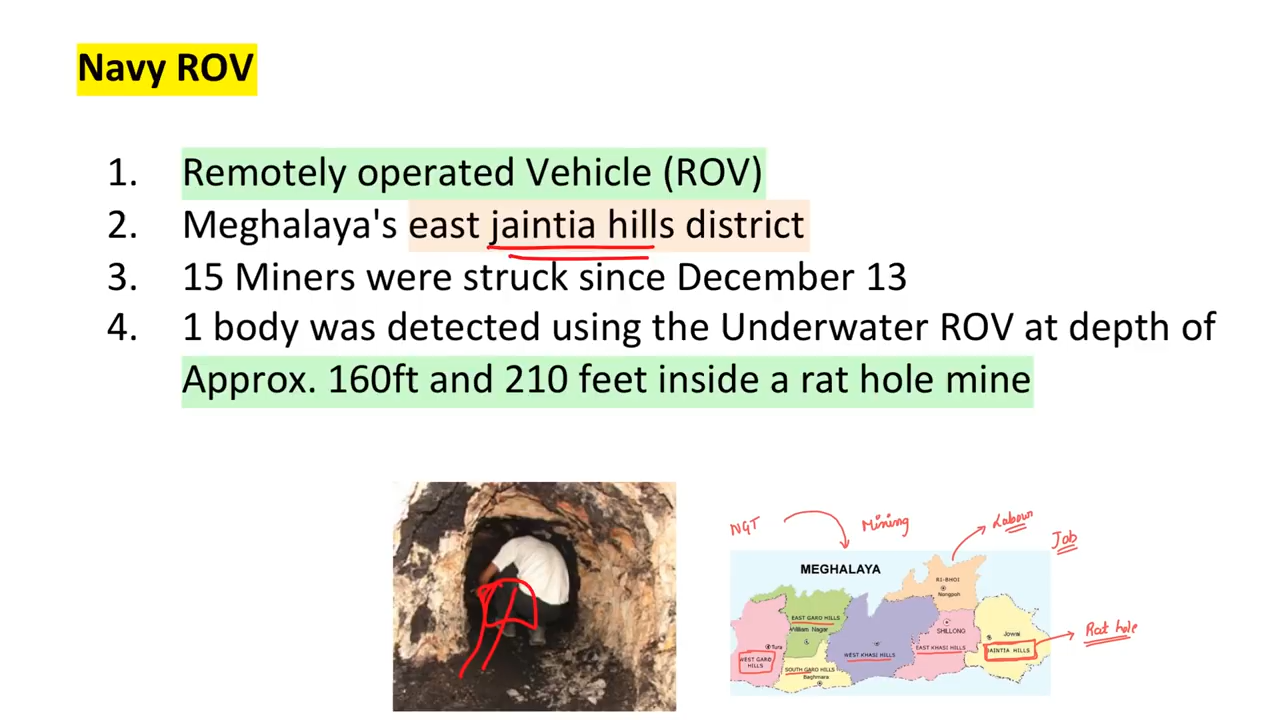 Navy ROV
1. Remotely operated Vehicle (ROV)
2. Meghalaya's east jaintia hills district
3. 15 Miners were struck since December 13
4. 1 body was detected using the Underwater ROV at depth of
Approx. 160ft and 210 feet inside a rat hole mine
NGT
Mining
Labour
Job
MEGHALAYA
RI-BHOI
Nongpoh
EAST GARO HILLS
William Nagar
SHILLONG
Jowai
Rat hole
Tura
WEST GARO
HILLS
WEST KHASI HILLS
EAST KHASI HILLS
JAINTIA HILLS
SOUTH GARO HILLS
Baghmara